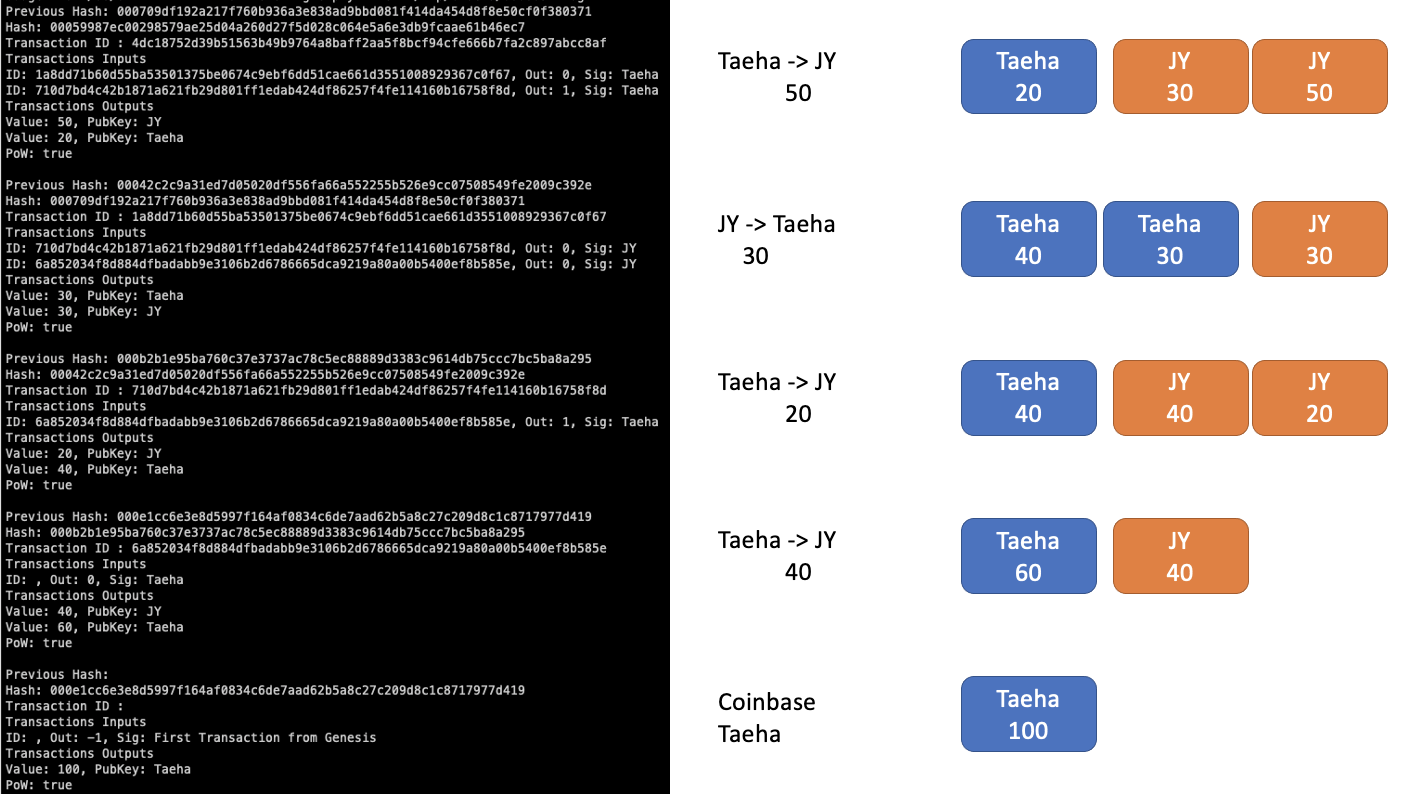 Previous Hash: 000709df192a217f760b936a3e838ad9bbd081f414da454d8f8e50cf0f380371
Hash: 00059987ec00298579ae25d04a260d27f5d028c064e5a6e3db9fcaae61b46ec7
Transaction ID : 4dc18752d39b51563b49b9764a8baff2aa5f8bcf94cfe666b7fa2c897abcc8af
Transactions Inputs
ID: 1a8dd71b60d55ba53501375be0674c9ebf6dd51cae661d3551008929367c0f67, Out: 0, Sig: Taeha
ID: 710d7bd4c42b1871a621fb29d801ff1edab424df86257f4fe114160b16758f8d, Out: 1, Sig: Taeha
Transactions Outputs
Value: 50, PubKey: JY
Value: 20, PubKey: Taeha
PoW: true
Previous Hash: 00042c2c9a31ed7d05020df556fa66a552255b526e9cc07508549fe2009c392e
Hash: 000709df192a217f760b936a3e838ad9bbd081f414da454d8f8e50cf0f380371
Transaction ID : 1a8dd71b60d55ba53501375be0674c9ebf6dd51cae661d3551008929367c0f67
Transactions Inputs
ID: 710d7bd4c42b1871a621fb29d801ff1edab424df86257f4fe114160b16758f8d, Out: 0, Sig: JY
ID: 6a852034f8d884dfbadabb9e3106b2d6786665dca9219a80a00b5400ef8b585e, Out: 0, Sig: JY
Transactions Outputs
Value: 30, PubKey: Taeha
Value: 30, PubKey: JY
PoW: true
Previous Hash: 000b2b1e95ba760c37e3737ac78c5ec88889d3383c9614db75ccc7bc5ba8a295
Hash: 00042c2c9a31ed7d05020df556fa66a552255b526e9cc07508549fe2009c392e
Transaction ID : 710d7bd4c42b1871a621fb29d801ff1edab424df86257f4fe114160b16758f8d
Transactions Inputs
ID: 6a852034f8d884dfbadabb9e3106b2d6786665dca9219a80a00b5400ef8b585e, Out: 1, Sig: Taeha
Transactions Outputs
Value: 20, PubKey: JY
Value: 40, PubKey: Taeha
PoW: true
Previous Hash: 000e1cc6e3e8d5997f164af0834c6de7aad62b5a8c27c209d8c1c8717977d419
Hash: 000b2b1e95ba760c37e3737ac78c5ec88889d3383c9614db75ccc7bc5ba8a295
Transaction ID : 6a852034f8d884dfbadabb9e3106b2d6786665dca9219a80a00b5400ef8b585e
Transactions Inputs
ID: , Out: 0, Sig: Taeha
Transactions Outputs
Value: 40, PubKey: JY
Value: 60, PubKey: Taeha
PoW: true
Previous Hash:
Hash: 000e1cc6e3e8d5997f164af0834c6de7aad62b5a8c27c209d8c1c8717977d419
Transaction ID :
Transactions Inputs
ID: , Out: -1, Sig: First Transaction from Genesis
Transactions Outputs
Value: 100, PubKey: Taeha
PoW: true
Taeha -> JY
50
Taeha
20
JY
30
JY
50
JY -> Taeha
30
Taeha
40
Taeha
30
JY
30
Taeha -> JY
20
Taeha
40
JY
40
JY
20
Taeha -> JY
40
Taeha
60
JY
40
Coinbase
Taeha
Taeha
100